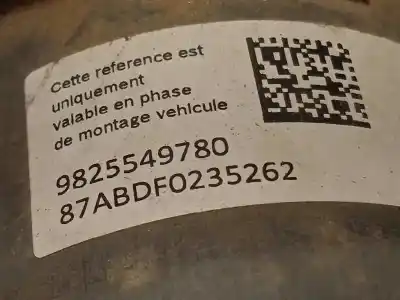 Cette reference est
uniquement
valable en phase
de montage vehicule
9825549780
87ABDF0235262